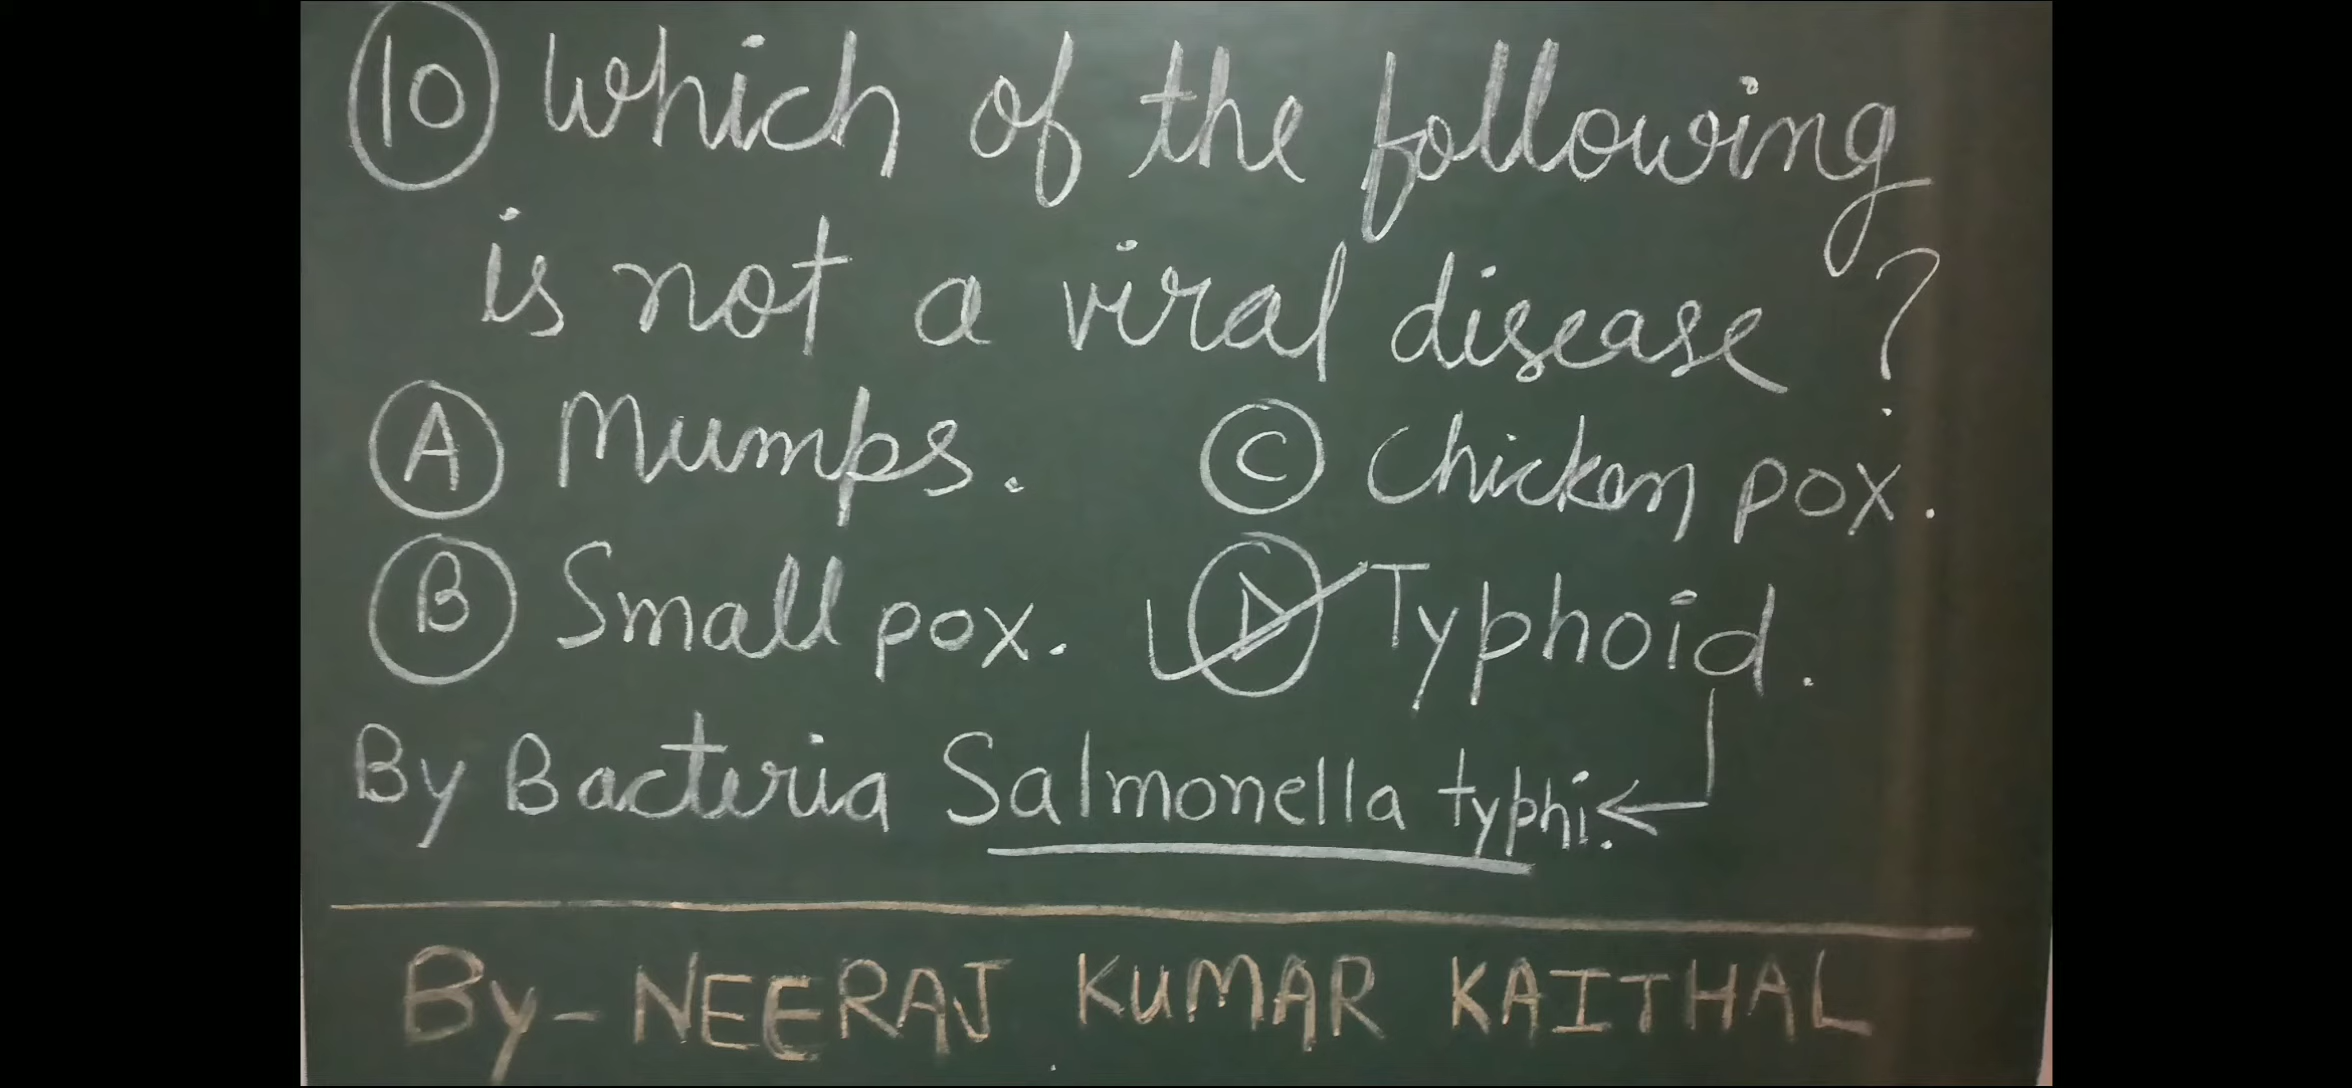 10 Which of the following
is not a viral disease ?
A Mumps. C Chicken pox.
B Small pox. D Typhoid.
By Bacteria Salmonella typhi.
By - NEERAJ KUMAR KAITHAL